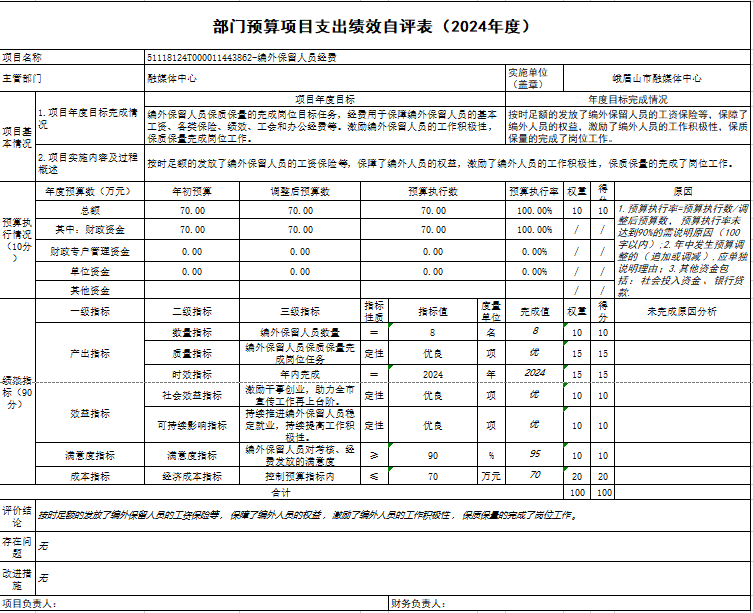 部门预算项目支出绩效自评表（2024年度）
项目名称 51118124T000011443862-编外保留人员经费
主管部门 融媒体中心 实施单位（盖章） 峨眉山市融媒体中心
项目基本情况 1.项目年度目标完成情况 项目年度目标 年度目标完成情况
编外保留人员保质保量的完成岗位目标任务，经费用于保障编外保留人员的基本
工资、各类保险、绩效、工会和办公经费等。激励编外保留人员的工作积极性，
保质保量完成岗位工作。
按时足额的发放了编外保留人员的工资保险等，保障了
编外人员的权益，激励了编外人员的工作积极性，保质
保量的完成了岗位工作。
2.项目实施内容及过程概述 按时足额的发放了编外保留人员的工资保险等，保障了编外人员的权益，激励了编外人员的工作积极性，保质保量的完成了岗位工作。
预算执行情况（10分） 年度预算数（万元） 年初预算 调整后预算数 预算执行数 预算执行率 权重 得分 原因
总额 70.00 70.00 70.00 100.00% 10 10
其中：财政资金 70.00 70.00 70.00 100.00% / /
财政专户管理资金 0.00 0.00 0.00 0.00% / /
单位资金 0.00 0.00 0.00 0.00% / /
其他资金 / /
1.预算执行率=预算执行数/调
整后预算数，预算执行率未
达到90%的需说明原因（100
字以内）；2.年中发生预算调
整的（追加或调减），应单独
说明理由；3.其他资金包
括：社会投入资金、银行贷
款.
绩效指标（90分） 一级指标 二级指标 三级指标 指标性质 指标值 度量单位 完成值 权重 得分 未完成原因分析
产出指标 数量指标 编外保留人员数量 ＝ 8 名 8 10 10
质量指标 编外保留人员保质保量完成岗位任务 定性 优良 项 优 15 15
时效指标 年内完成 ＝ 2024 年 2024 15 15
效益指标 社会效益指标 激励干事创业，助力全市宣传工作再上台阶。 定性 优良 项 优 10 10
可持续影响指标 持续推进编外保留人员稳定就业，持续提高工作积极性。 定性 优良 项 优 10 10
满意度指标 满意度指标 编外保留人员对考核、经费发放的满意度 ≥ 90 % 95 10 10
成本指标 经济成本指标 控制预算指标内 ≤ 70 万元 70 20 20
合计 100 100
评价结论 按时足额的发放了编外保留人员的工资保险等，保障了编外人员的权益，激励了编外人员的工作积极性，保质保量的完成了岗位工作。
存在问题 无
改进措施 无
项目负责人： 财务负责人：